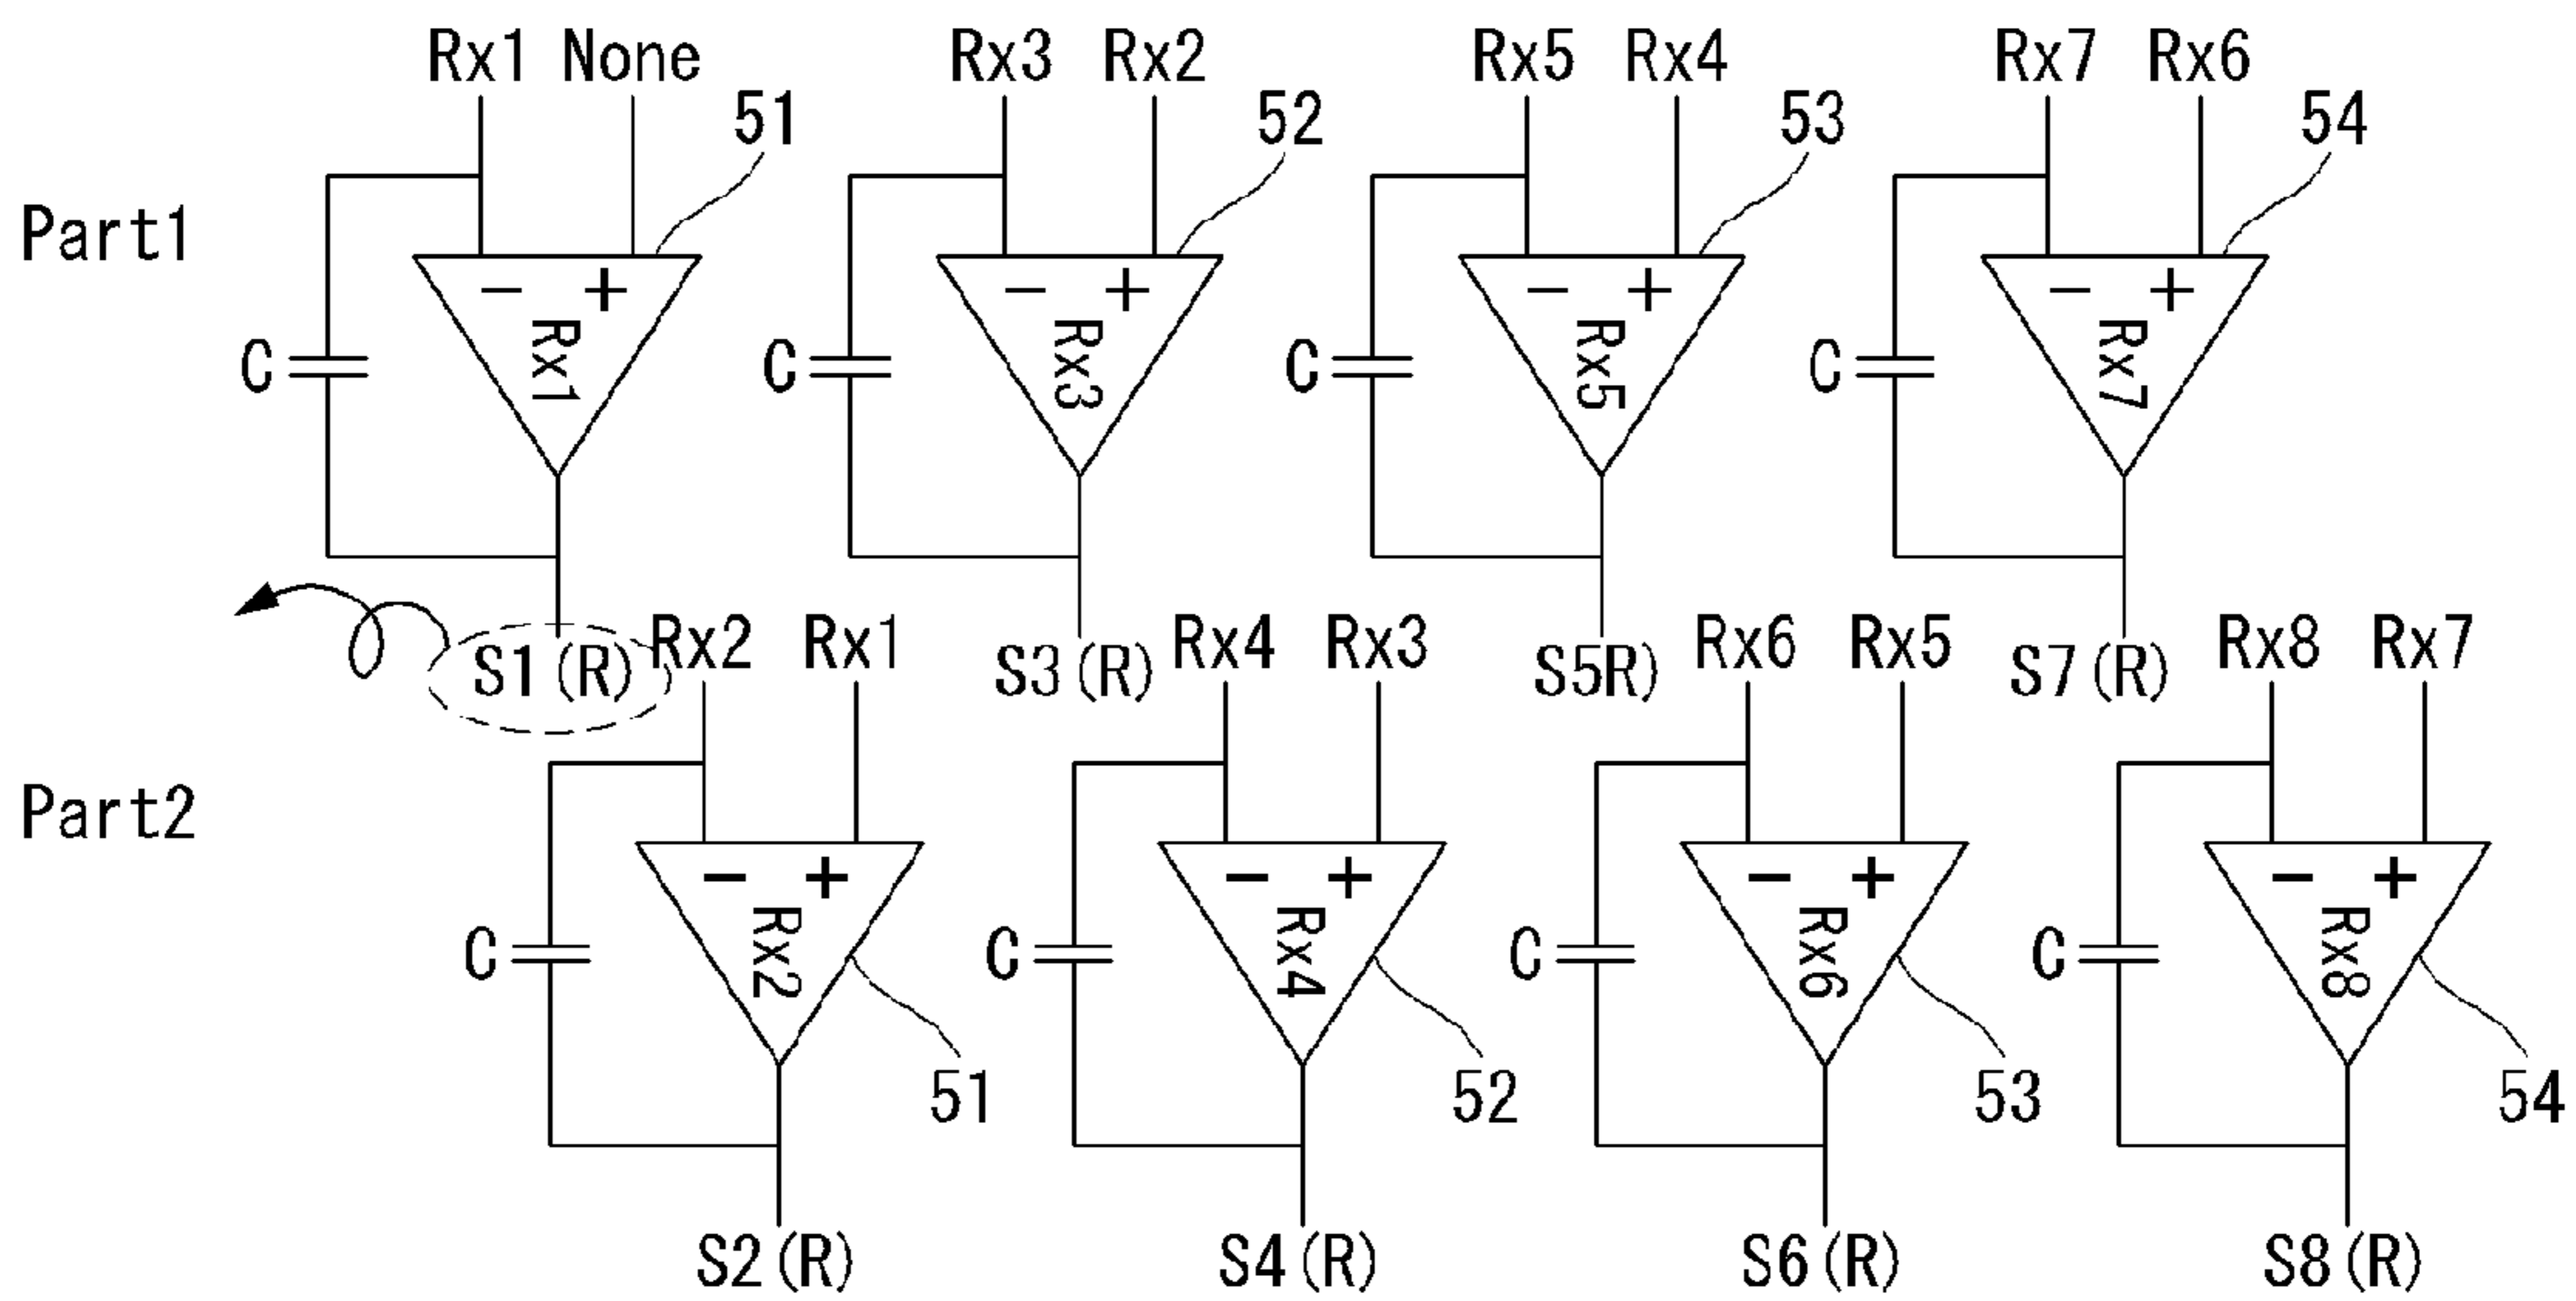 Rx1 None Rx3 Rx2 Rx5 Rx4 Rx7 Rx6
51 52 53 54
Part1
- + - + - + - +
Rx1 Rx3 Rx5 Rx7
C C C C
S1(R) Rx2 Rx1 S3(R) Rx4 Rx3 S5R) Rx6 Rx5 S7(R) Rx8 Rx7
Part2
- + - + - + - +
Rx2 Rx4 Rx6 Rx8
C C C C
51 52 53 54
S2(R) S4(R) S6(R) S8(R)